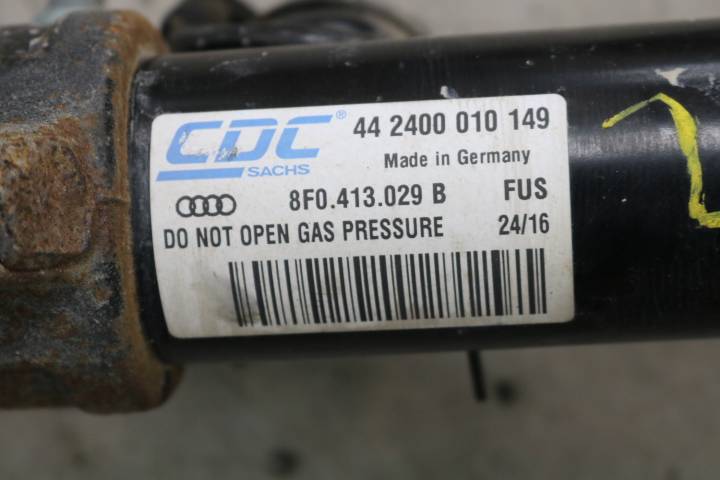 CDC® 44 2400 010 149
SACHS Made in Germany
8F0.413.029 B FUS
DO NOT OPEN GAS PRESSURE 24/16